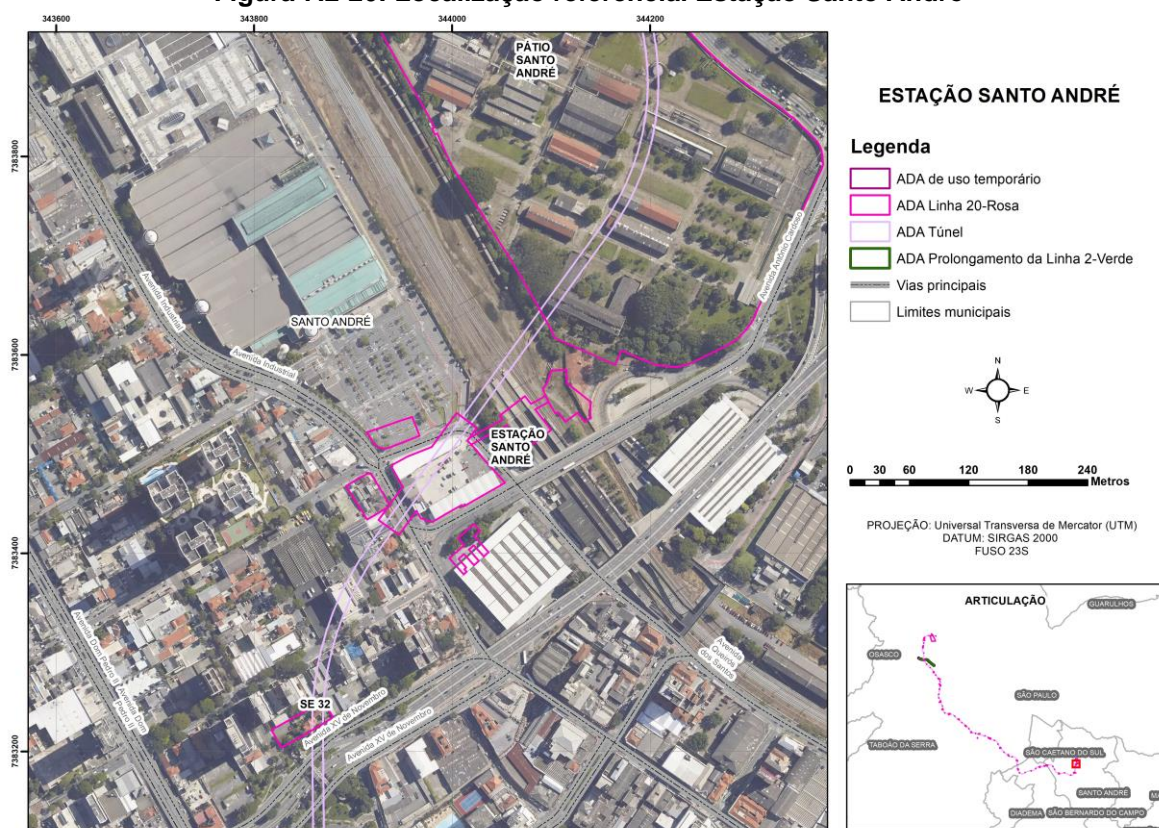 Figura 7.2-20: Localização referencial Estação Santo André
343600
343800
344000
344200
7383800
7383600
7383400
7383200
PÁTIO
SANTO
ANDRÉ
Avenida Industrial
Avenida Industrial
SANTO ANDRÉ
Avenida Antônio Cardoso
ESTAÇÃO
SANTO
ANDRÉ
Avenida
Queirós
dos Santos
Avenida Dom Pedro II
Avenida Dom
Pedro II
SE 32
Avenida XV de Novembro
Avenida XV de Novembro
ESTAÇÃO SANTO ANDRÉ
Legenda
ADA de uso temporário
ADA Linha 20-Rosa
ADA Túnel
ADA Prolongamento da Linha 2-Verde
Vias principais
Limites municipais
N
W E
S
0 30 60 120 180 240
Metros
PROJEÇÃO: Universal Transversa de Mercator (UTM)
DATUM: SIRGAS 2000
FUSO 23S
ARTICULAÇÃO
GUARULHOS
OSASCO
SÃO PAULO
TABOÃO DA SERRA
SÃO CAETANO DO SUL
SANTO ANDRÉ
DIADEMA
SÃO BERNARDO DO CAMPO